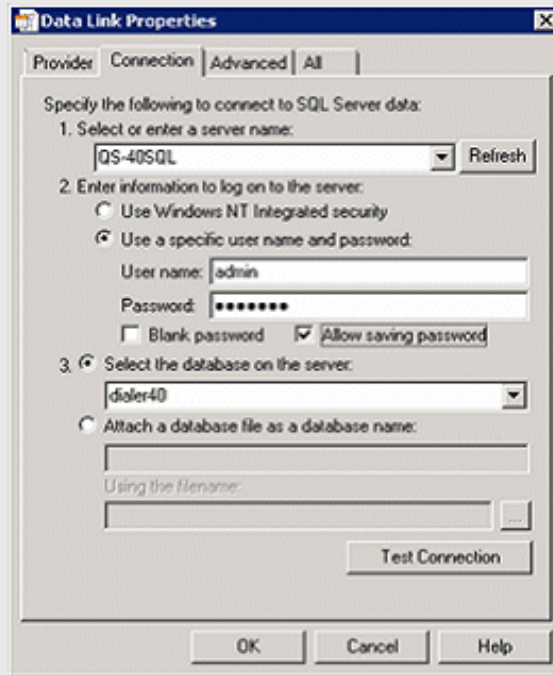 Data Link Properties
Provider Connection Advanced All
Specify the following to connect to SQL Server data:
1. Select or enter a server name:
QS-40SQL Refresh
2. Enter information to log on to the server:
Use Windows NT Integrated security
Use a specific user name and password:
User name: admin
Password: •••••••
Blank password Allow saving password
3. Select the database on the server:
dialer40
Attach a database file as a database name:
Using the filename:
...
Test Connection
OK Cancel Help